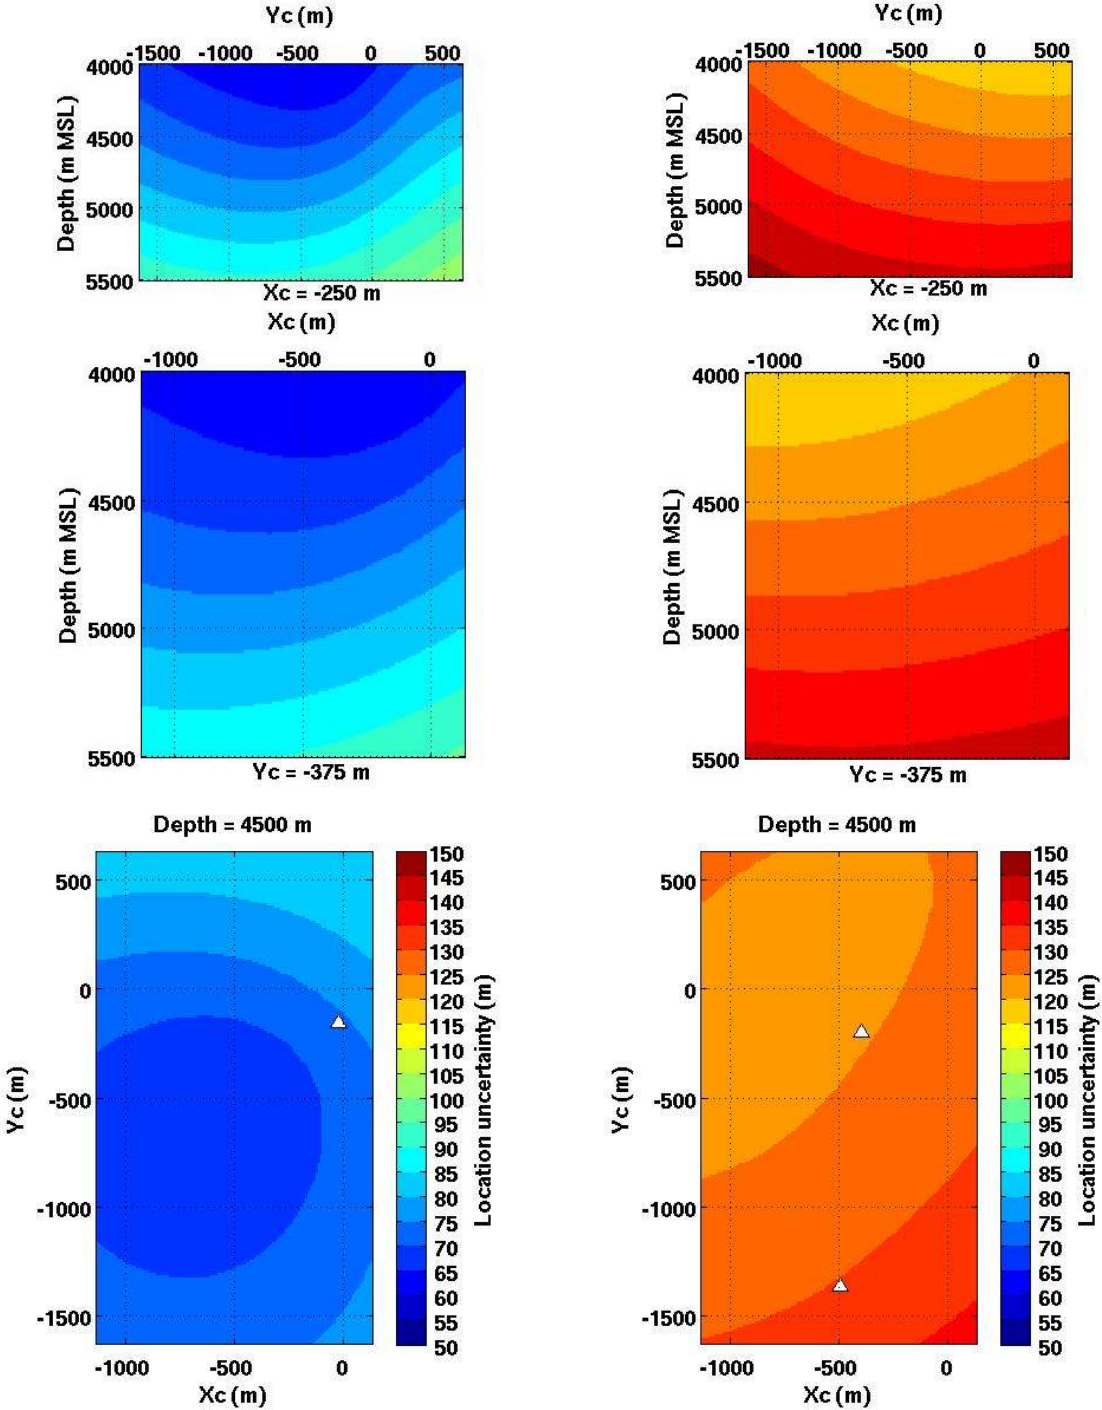 Yc (m)
-1500 -1000 -500 0 500
4000
4500
5000
5500
Depth (m MSL)
Xc = -250 m
Yc (m)
-1500 -1000 -500 0 500
4000
4500
5000
5500
Depth (m MSL)
Xc = -250 m
Xc (m)
-1000 -500 0
4000
4500
5000
5500
Depth (m MSL)
Yc = -375 m
Xc (m)
-1000 -500 0
4000
4500
5000
5500
Depth (m MSL)
Yc = -375 m
Depth = 4500 m
500
0
-500
-1000
-1500
Yc (m)
-1000 -500 0
Xc (m)
150
145
140
135
130
125
120
115
110
105
100
95
90
85
80
75
70
65
60
55
50
Location uncertainty (m)
Depth = 4500 m
500
0
-500
-1000
-1500
Yc (m)
-1000 -500 0
Xc (m)
150
145
140
135
130
125
120
115
110
105
100
95
90
85
80
75
70
65
60
55
50
Location uncertainty (m)